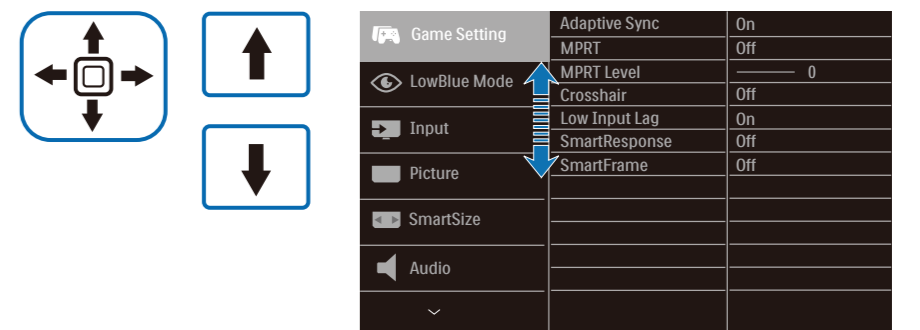 Game Setting
LowBlue Mode
Input
Picture
SmartSize
Audio
Adaptive Sync On
MPRT Off
MPRT Level 0
Crosshair Off
Low Input Lag On
SmartResponse Off
SmartFrame Off